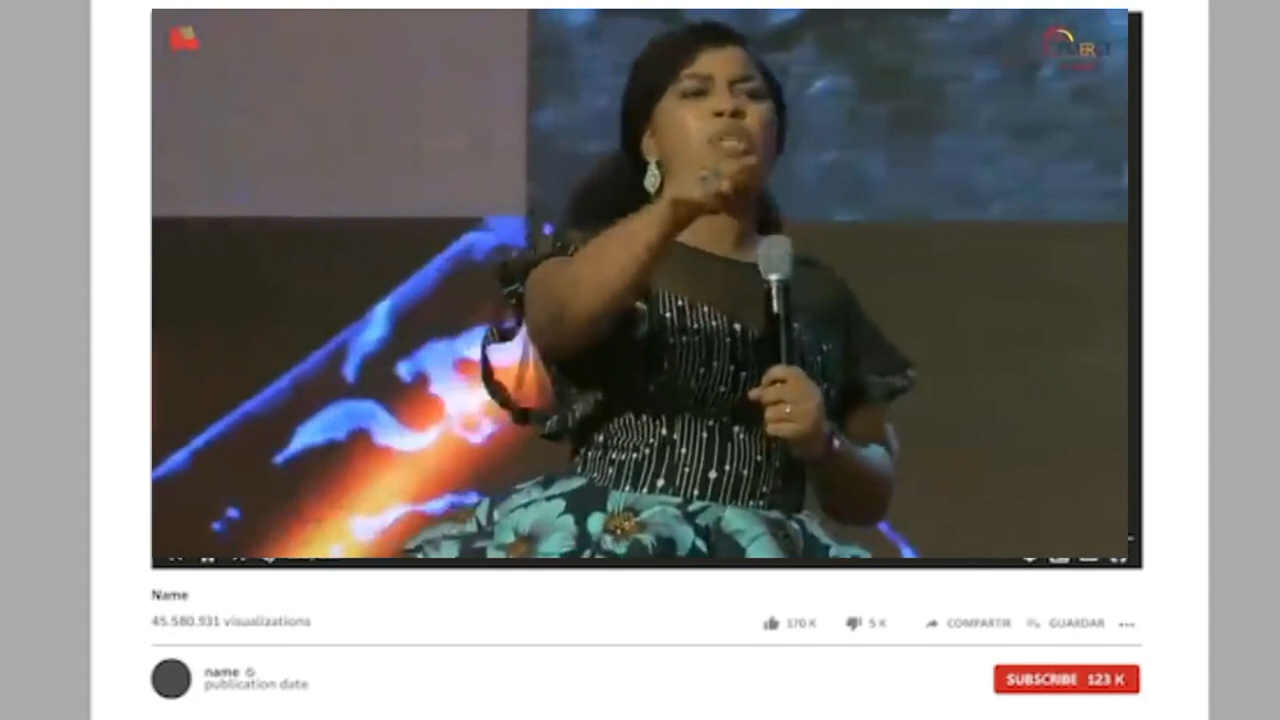 Name
45.580.931 visualizations
170 K
5 K
COMPARTIR
GUARDAR
name
publication date
SUBSCRIBE 123 K